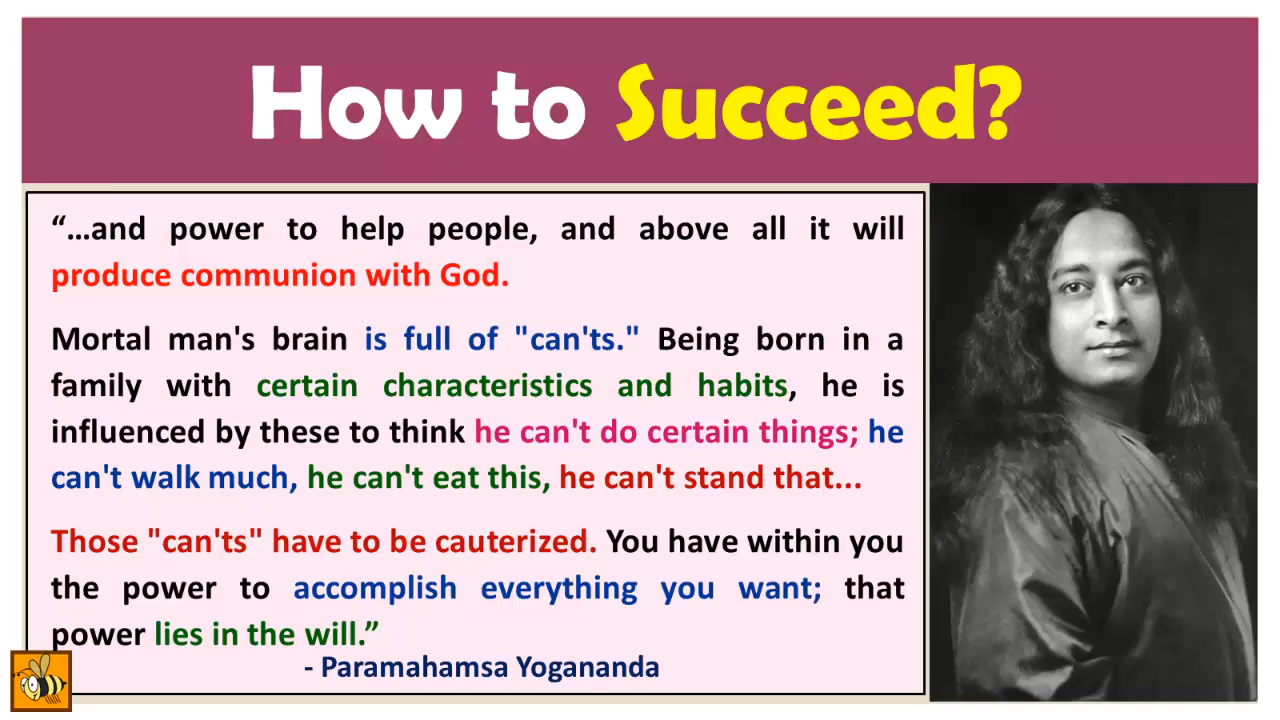 How to Succeed?
“...and power to help people, and above all it will
produce communion with God.
Mortal man's brain is full of "can'ts." Being born in a
family with certain characteristics and habits, he is
influenced by these to think he can't do certain things; he
can't walk much, he can't eat this, he can't stand that...
Those "can'ts" have to be cauterized. You have within you
the power to accomplish everything you want; that
power lies in the will.”
- Paramahamsa Yogananda